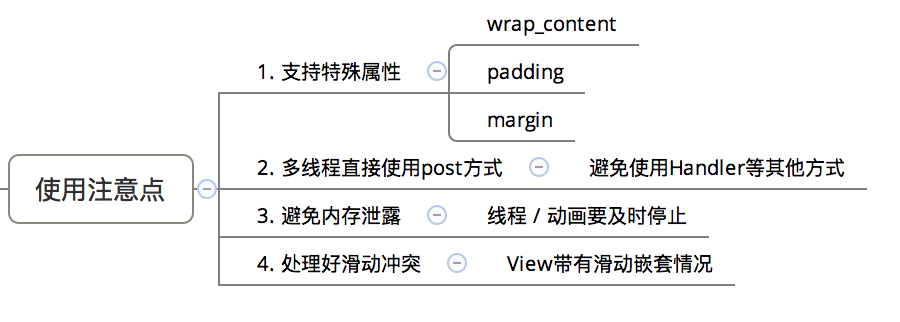 使用注意点
1. 支持特殊属性
wrap_content
padding
margin
2. 多线程直接使用post方式
避免使用Handler等其他方式
3. 避免内存泄露
线程 / 动画要及时停止
4. 处理好滑动冲突
View带有滑动嵌套情况